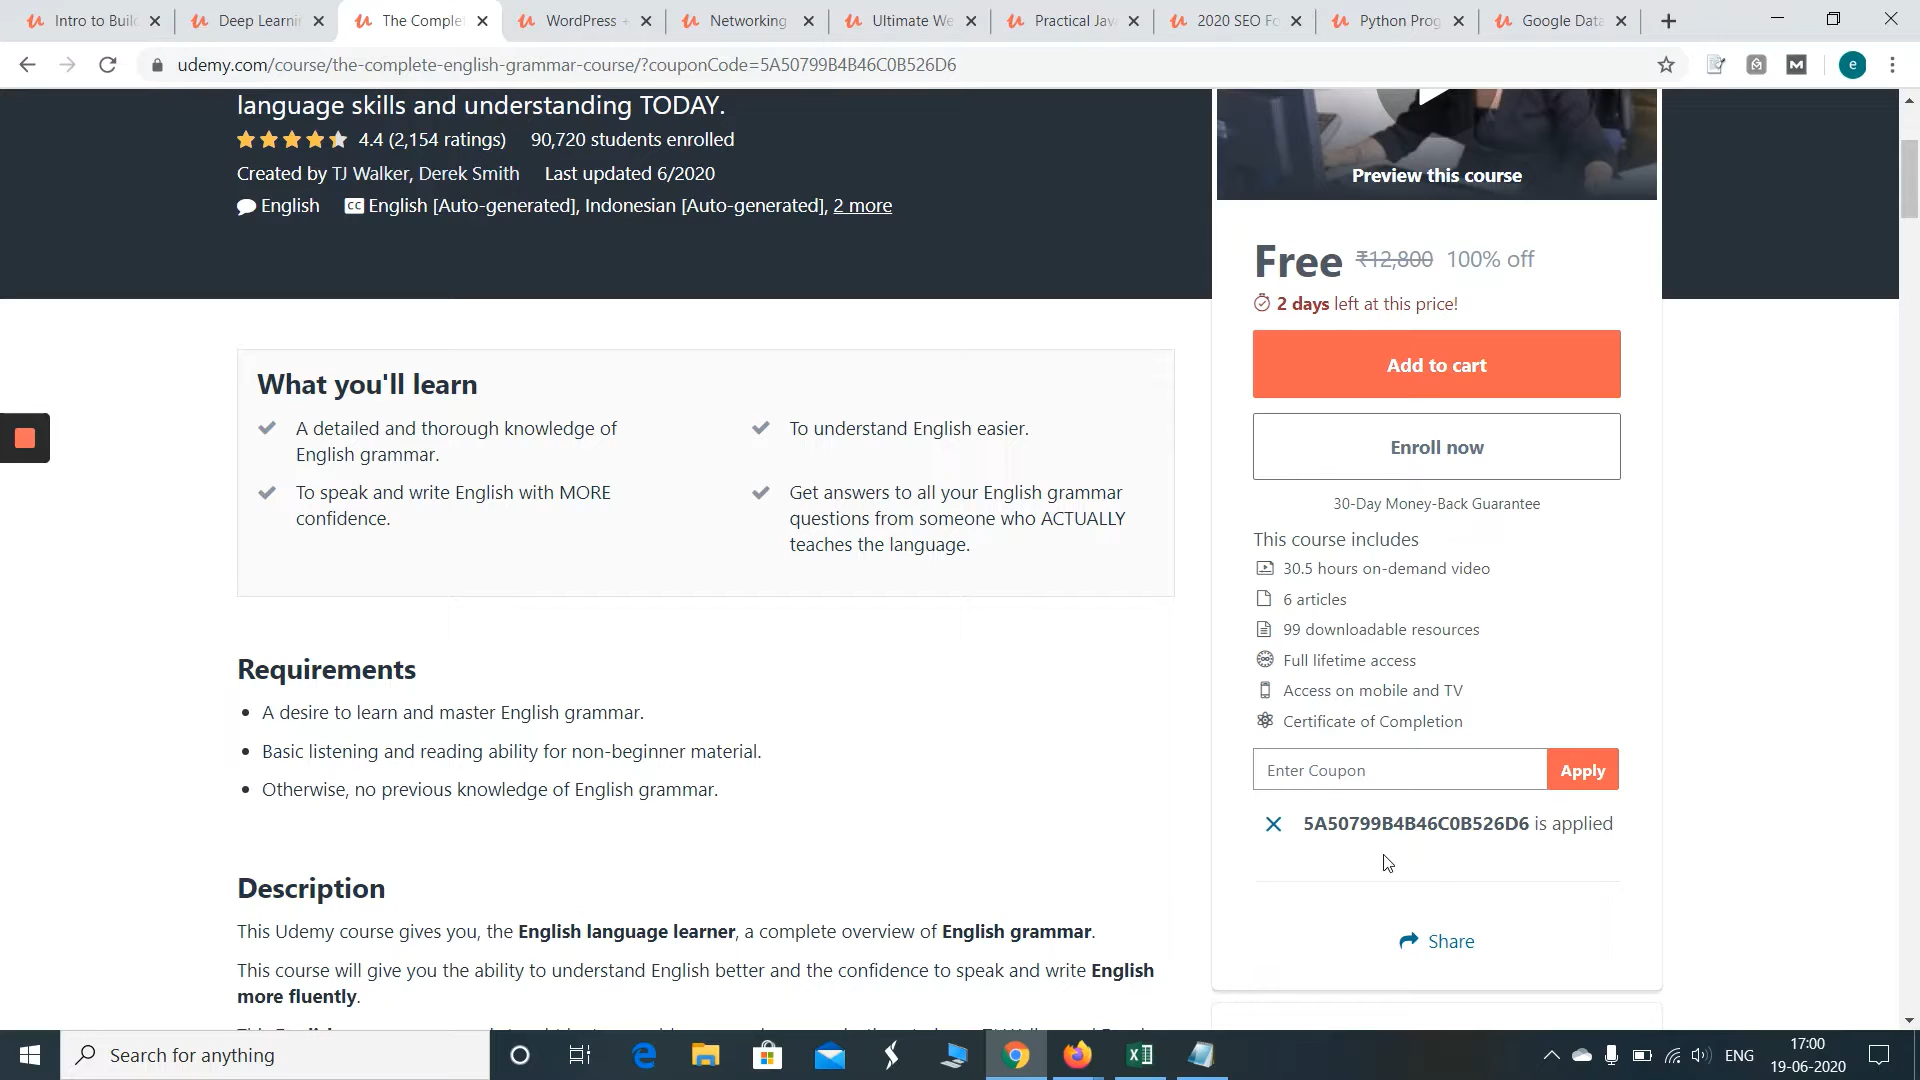 Intro to Buil
Deep Learnin
The Complet
WordPress +
Networking
Ultimate We
Practical Jav
2020 SEO Fo
Python Prog
Google Data
udemy.com/course/the-complete-english-grammar-course/?couponCode=5A50799B4B46C0B526D6
e
language skills and understanding TODAY.
4.4 (2,154 ratings) 90,720 students enrolled
Created by TJ Walker, Derek Smith Last updated 6/2020
English CC English [Auto-generated], Indonesian [Auto-generated], 2 more
Preview this course
Free ₹12,800 100% off
2 days left at this price!
Add to cart
Enroll now
30-Day Money-Back Guarantee
This course includes
30.5 hours on-demand video
6 articles
99 downloadable resources
Full lifetime access
Access on mobile and TV
Certificate of Completion
Enter Coupon Apply
5A50799B4B46C0B526D6 is applied
Share
What you'll learn
A detailed and thorough knowledge of
English grammar.
To understand English easier.
To speak and write English with MORE
confidence.
Get answers to all your English grammar
questions from someone who ACTUALLY
teaches the language.
Requirements
A desire to learn and master English grammar.
Basic listening and reading ability for non-beginner material.
Otherwise, no previous knowledge of English grammar.
Description
This Udemy course gives you, the English language learner, a complete overview of English grammar.
This course will give you the ability to understand English better and the confidence to speak and write English
more fluently.
Search for anything
ENG
17:00
19-06-2020